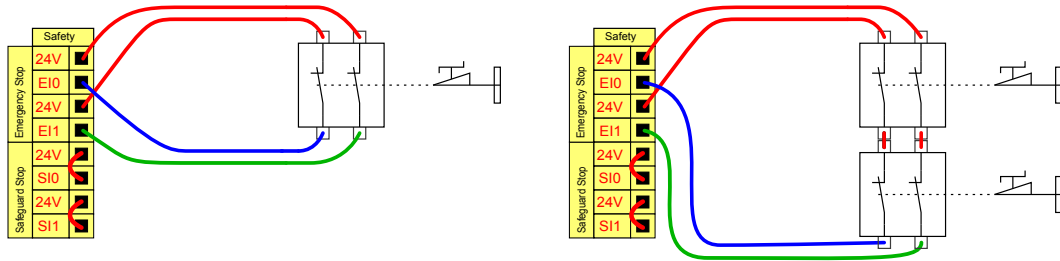 Safety
Emergency Stop
24V
EI0
24V
EI1
Safeguard Stop
24V
SI0
24V
SI1
Safety
Emergency Stop
24V
EI0
24V
EI1
Safeguard Stop
24V
SI0
24V
SI1